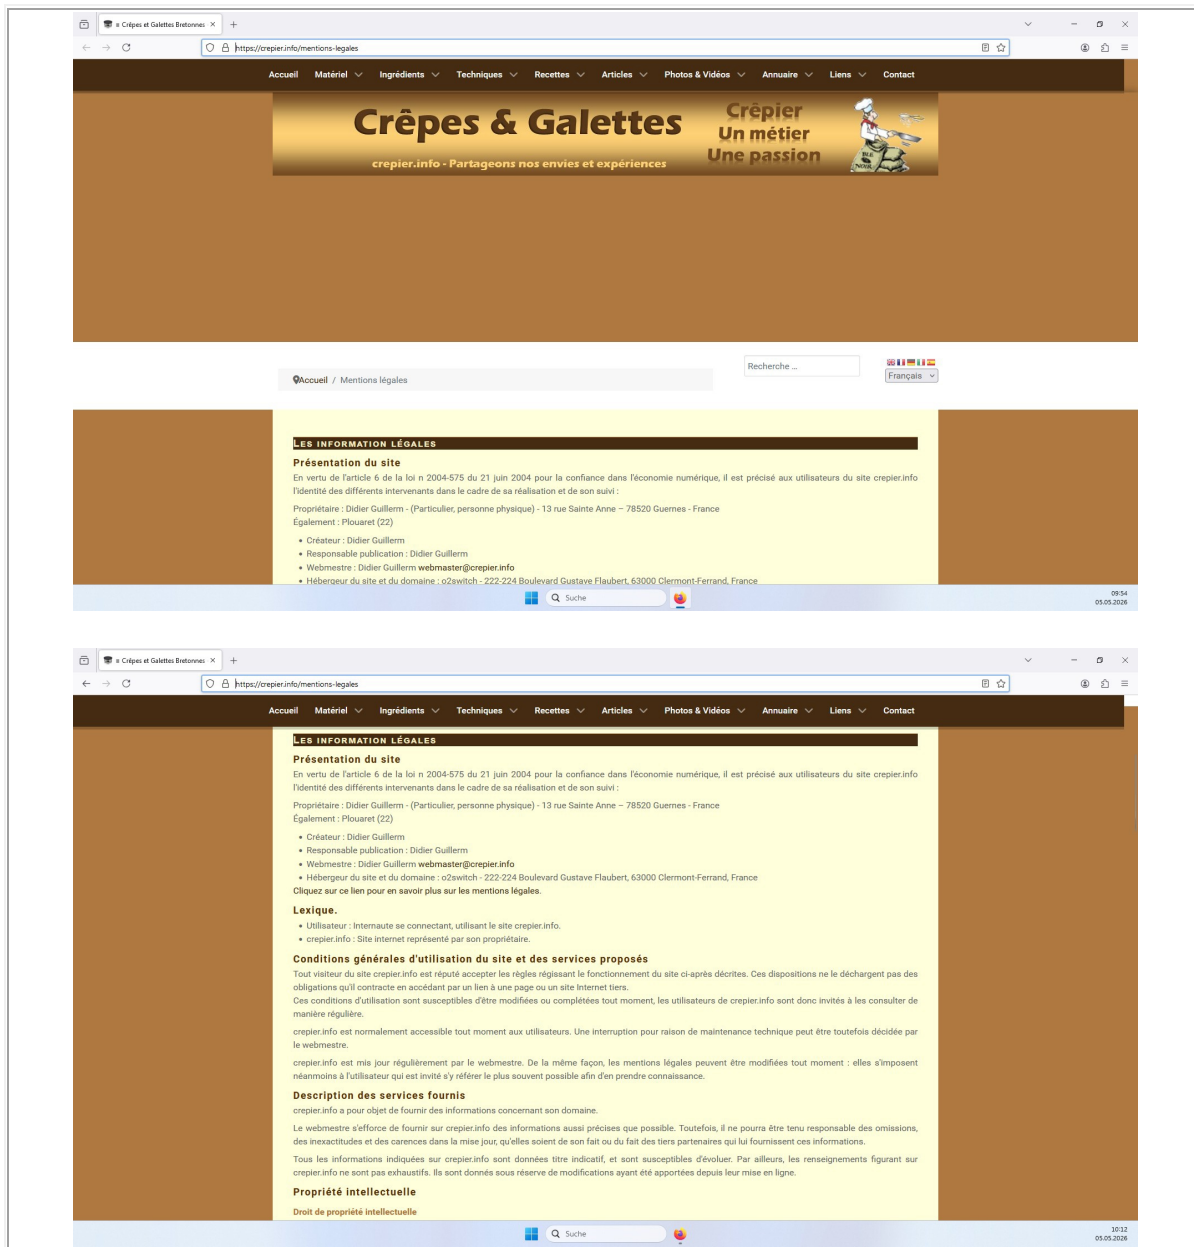 ≡ Crêpes et Galettes Bretonnes
https://crepier.info/mentions-legales
Accueil Matériel Ingrédients Techniques Recettes Articles Photos & Vidéos Annuaire Liens Contact
Crêpes & Galettes
crepier.info - Partageons nos envies et expériences
Crêpier
Un métier
Une passion
BLÉ
NOIR
Recherche ...
Français
Accueil / Mentions légales
Les information légales
Présentation du site
En vertu de l'article 6 de la loi n 2004-575 du 21 juin 2004 pour la confiance dans l'économie numérique, il est précisé aux utilisateurs du site crepier.info
l'identité des différents intervenants dans le cadre de sa réalisation et de son suivi :
Propriétaire : Didier Guillerm - (Particulier, personne physique) - 13 rue Sainte Anne – 78520 Guernes - France
Également : Plouaret (22)
• Créateur : Didier Guillerm
• Responsable publication : Didier Guillerm
• Webmestre : Didier Guillerm webmaster@crepier.info
• Hébergeur du site et du domaine : o2switch - 222-224 Boulevard Gustave Flaubert, 63000 Clermont-Ferrand, France
Suche
09:54
05.05.2026
≡ Crêpes et Galettes Bretonnes
https://crepier.info/mentions-legales
Accueil Matériel Ingrédients Techniques Recettes Articles Photos & Vidéos Annuaire Liens Contact
Les information légales
Présentation du site
En vertu de l'article 6 de la loi n 2004-575 du 21 juin 2004 pour la confiance dans l'économie numérique, il est précisé aux utilisateurs du site crepier.info
l'identité des différents intervenants dans le cadre de sa réalisation et de son suivi :
Propriétaire : Didier Guillerm - (Particulier, personne physique) - 13 rue Sainte Anne – 78520 Guernes - France
Également : Plouaret (22)
• Créateur : Didier Guillerm
• Responsable publication : Didier Guillerm
• Webmestre : Didier Guillerm webmaster@crepier.info
• Hébergeur du site et du domaine : o2switch - 222-224 Boulevard Gustave Flaubert, 63000 Clermont-Ferrand, France
Cliquez sur ce lien pour en savoir plus sur les mentions légales.
Lexique.
• Utilisateur : Internaute se connectant, utilisant le site crepier.info.
• crepier.info : Site internet représenté par son propriétaire.
Conditions générales d'utilisation du site et des services proposés
Tout visiteur du site crepier.info est réputé accepter les règles régissant le fonctionnement du site ci-après décrites. Ces dispositions ne le déchargent pas des
obligations qu'il contracte en accédant par un lien à une page ou un site Internet tiers.
Ces conditions d'utilisation sont susceptibles d'être modifiées ou complétées tout moment, les utilisateurs de crepier.info sont donc invités à les consulter de
manière régulière.
crepier.info est normalement accessible tout moment aux utilisateurs. Une interruption pour raison de maintenance technique peut être toutefois décidée par
le webmestre.
crepier.info est mis jour régulièrement par le webmestre. De la même façon, les mentions légales peuvent être modifiées tout moment : elles s'imposent
néanmoins à l'utilisateur qui est invité s'y référer le plus souvent possible afin d'en prendre connaissance.
Description des services fournis
crepier.info a pour objet de fournir des informations concernant son domaine.
Le webmestre s'efforce de fournir sur crepier.info des informations aussi précises que possible. Toutefois, il ne pourra être tenu responsable des omissions,
des inexactitudes et des carences dans la mise jour, qu'elles soient de son fait ou du fait des tiers partenaires qui lui fournissent ces informations.
Tous les informations indiquées sur crepier.info sont données titre indicatif, et sont susceptibles d'évoluer. Par ailleurs, les renseignements figurant sur
crepier.info ne sont pas exhaustifs. Ils sont donnés sous réserve de modifications ayant été apportées depuis leur mise en ligne.
Propriété intellectuelle
Droit de propriété intellectuelle
Suche
10:12
05.05.2026